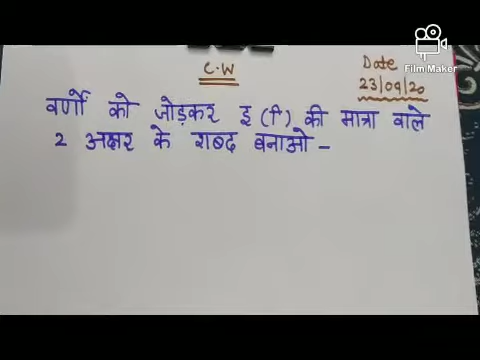 C.W
Date
23/09/20
Film Maker
वर्णों को जोड़कर इ (ि) की मात्रा वाले
2 अक्षर के शब्द बनाओ -